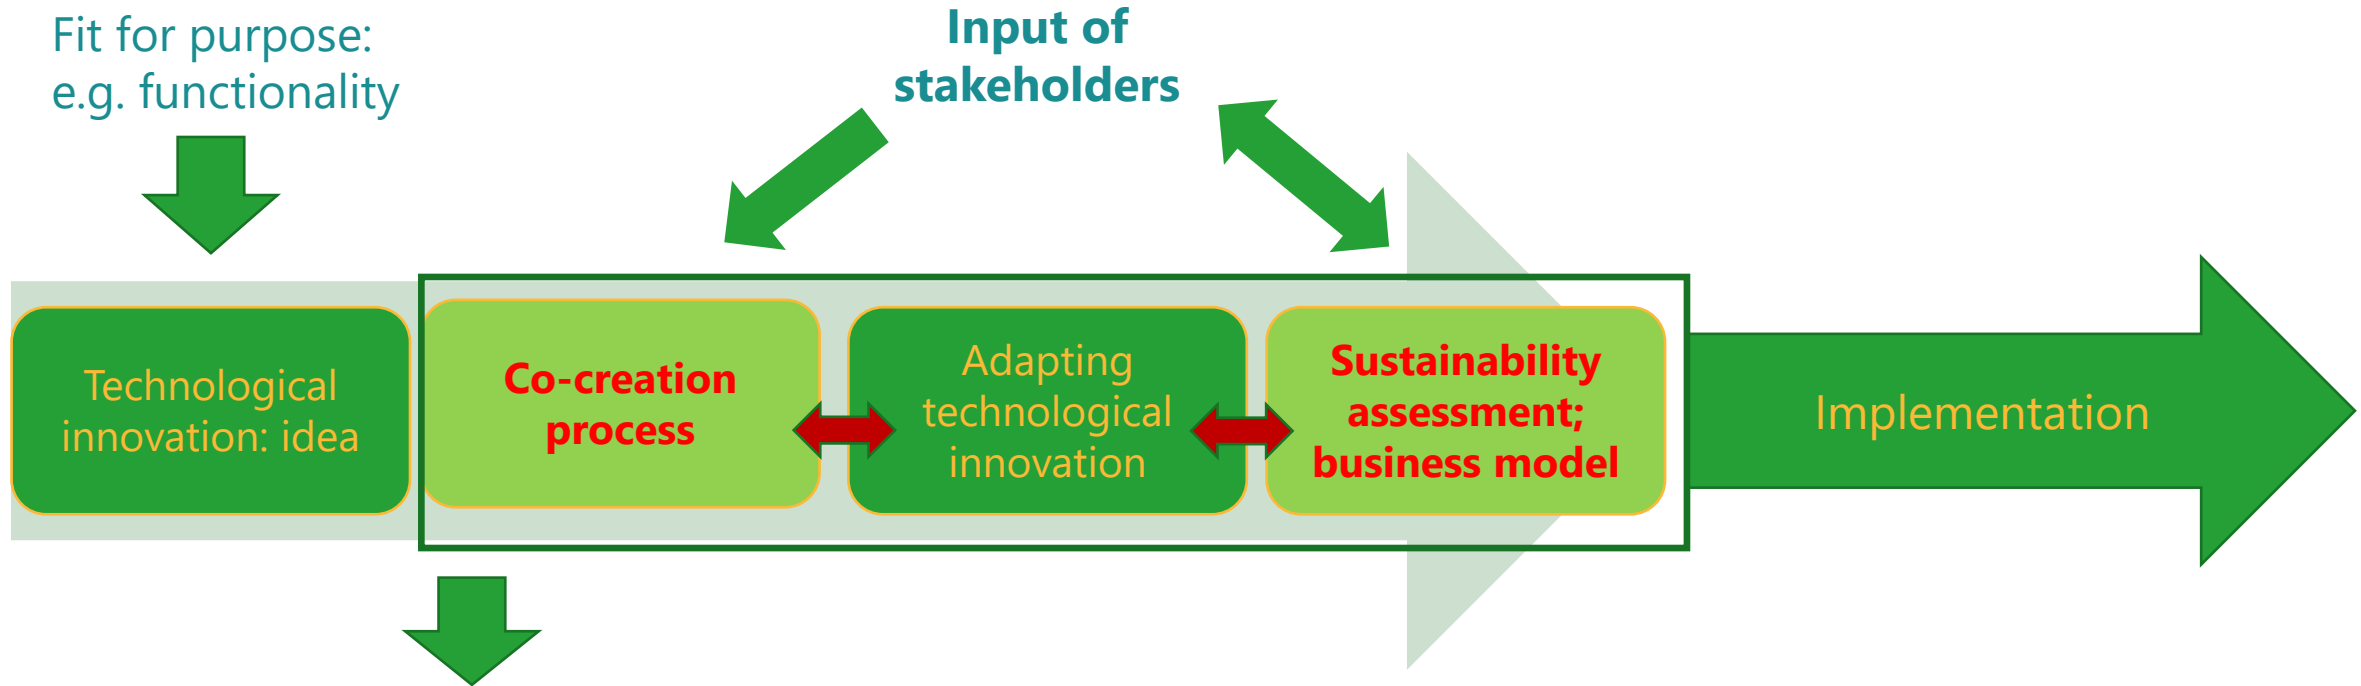 Fit for purpose:
e.g. functionality
Input of
stakeholders
Technological
innovation: idea
Co-creation
process
Adapting
technological
innovation
Sustainability
assessment;
business model
Implementation